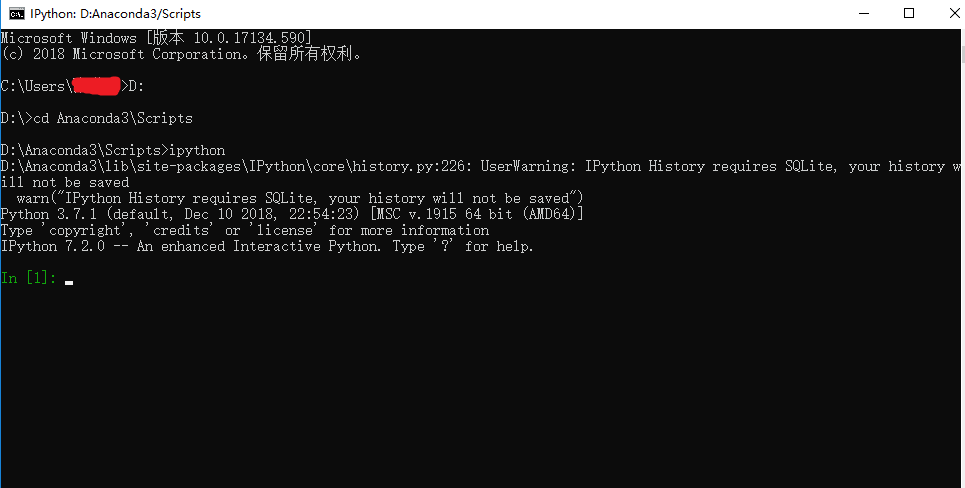 IPython: D:Anaconda3/Scripts
Microsoft Windows [版本 10.0.17134.590]
(c) 2018 Microsoft Corporation。保留所有权利。
C:\Users\ >D:
D:\>cd Anaconda3\Scripts
D:\Anaconda3\Scripts>ipython
D:\Anaconda3\lib\site-packages\IPython\core\history.py:226: UserWarning: IPython History requires SQLite, your history w
ill not be saved
  warn("IPython History requires SQLite, your history will not be saved")
Python 3.7.1 (default, Dec 10 2018, 22:54:23) [MSC v.1915 64 bit (AMD64)]
Type 'copyright', 'credits' or 'license' for more information
IPython 7.2.0 -- An enhanced Interactive Python. Type '?' for help.
In [1]: